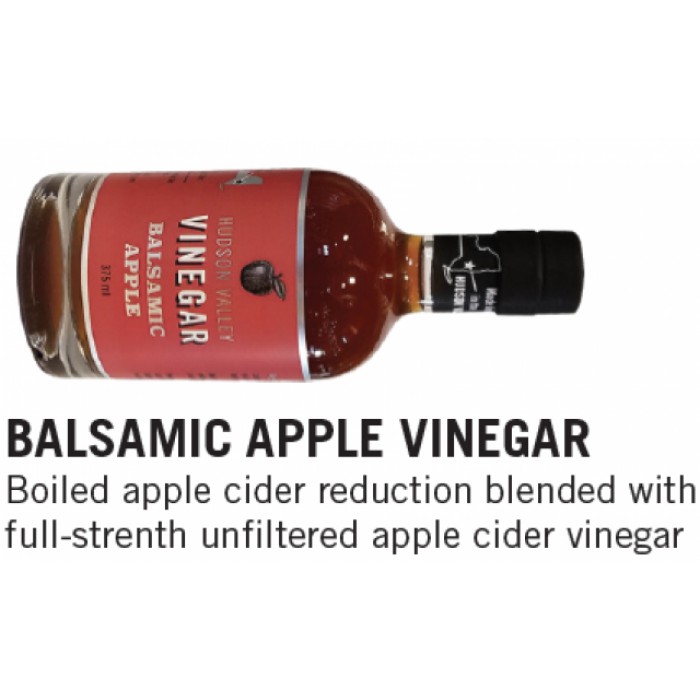 HUDSON VALLEY
VINEGAR
BALSAMIC
APPLE
375 ml
BALSAMIC APPLE VINEGAR
Boiled apple cider reduction blended with
full-strenth unfiltered apple cider vinegar